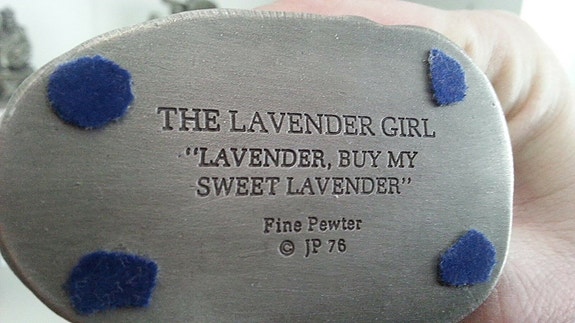 THE LAVENDER GIRL
"LAVENDER, BUY MY
SWEET LAVENDER"
Fine Pewter
© JP 76